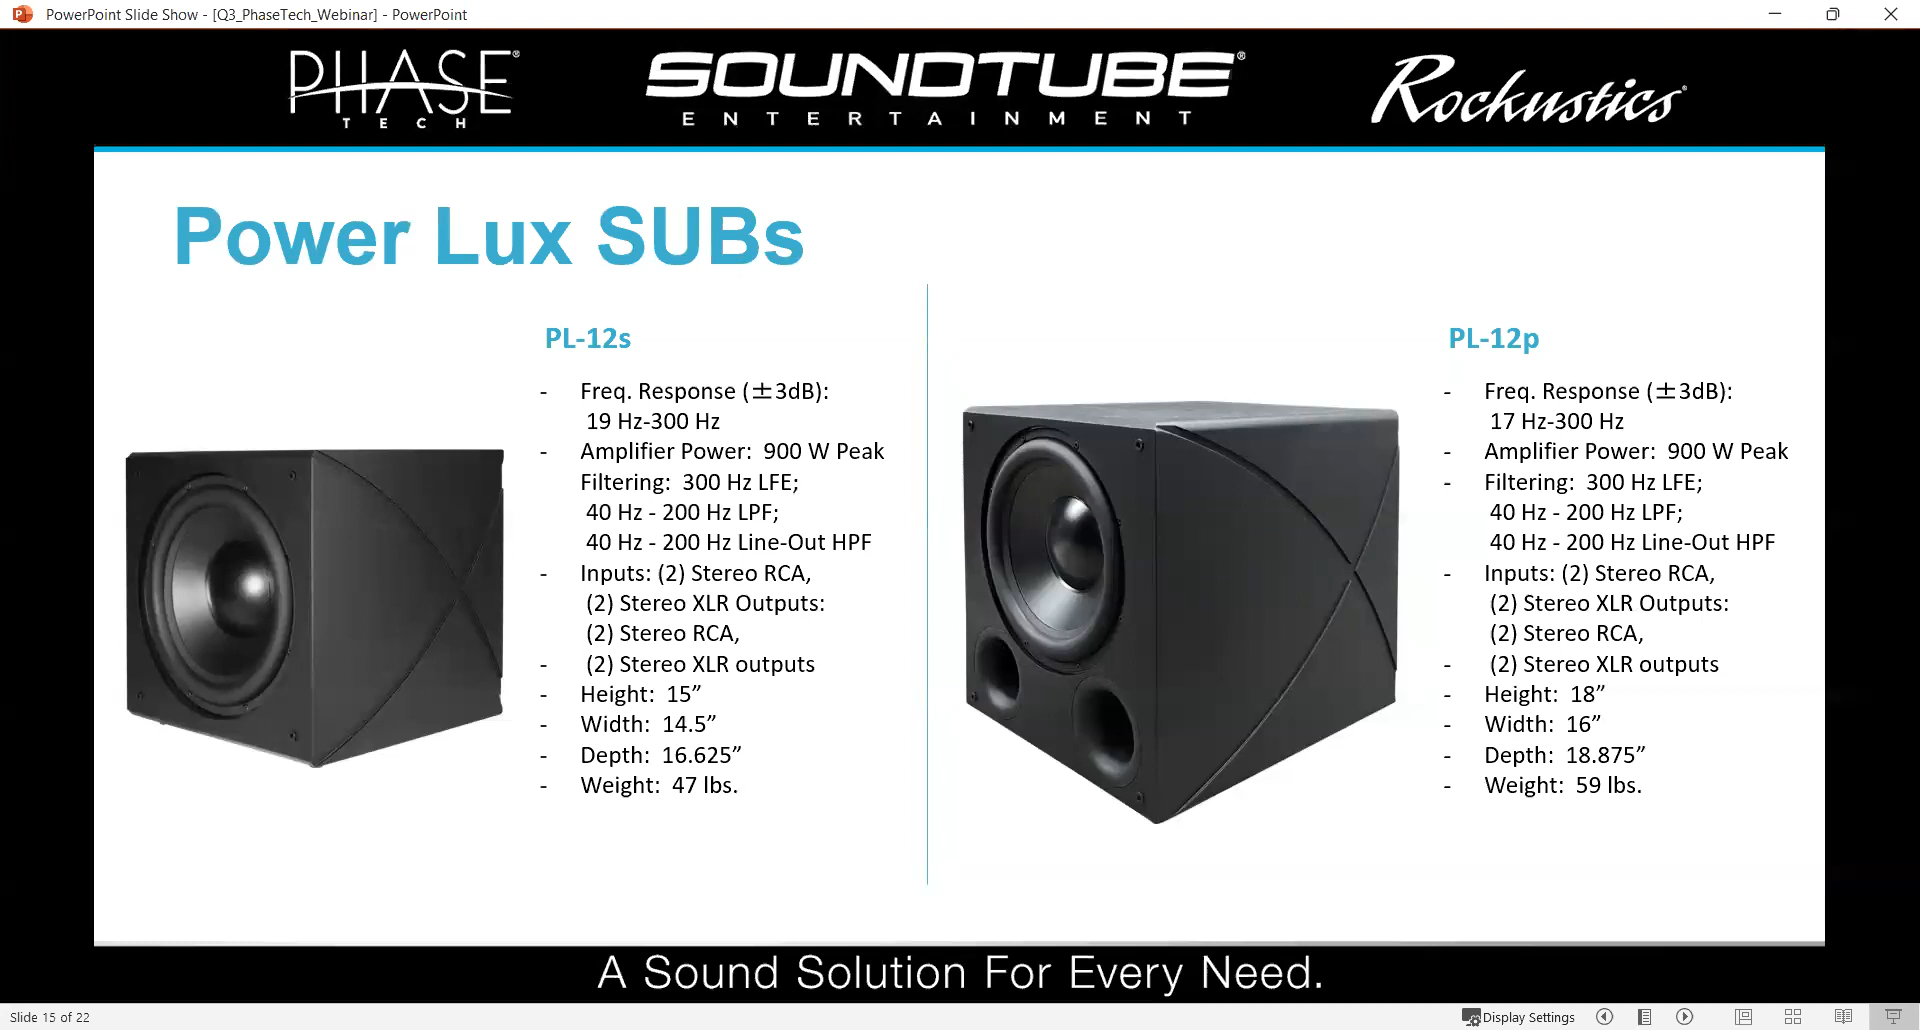 PowerPoint Slide Show - [Q3_PhaseTech_Webinar] - PowerPoint
PHASE®
TECH
SOUNDTUBE®
ENTERTAINMENT
Rockustics®
Power Lux SUBs
PL-12s
- Freq. Response (±3dB):
19 Hz-300 Hz
- Amplifier Power: 900 W Peak
Filtering: 300 Hz LFE;
40 Hz - 200 Hz LPF;
40 Hz - 200 Hz Line-Out HPF
- Inputs: (2) Stereo RCA,
(2) Stereo XLR Outputs:
(2) Stereo RCA,
- (2) Stereo XLR outputs
- Height: 15”
- Width: 14.5”
- Depth: 16.625”
- Weight: 47 lbs.
PL-12p
- Freq. Response (±3dB):
17 Hz-300 Hz
- Amplifier Power: 900 W Peak
- Filtering: 300 Hz LFE;
40 Hz - 200 Hz LPF;
40 Hz - 200 Hz Line-Out HPF
- Inputs: (2) Stereo RCA,
(2) Stereo XLR Outputs:
(2) Stereo RCA,
- (2) Stereo XLR outputs
- Height: 18”
- Width: 16”
- Depth: 18.875”
- Weight: 59 lbs.
A Sound Solution For Every Need.
Slide 15 of 22
Display Settings